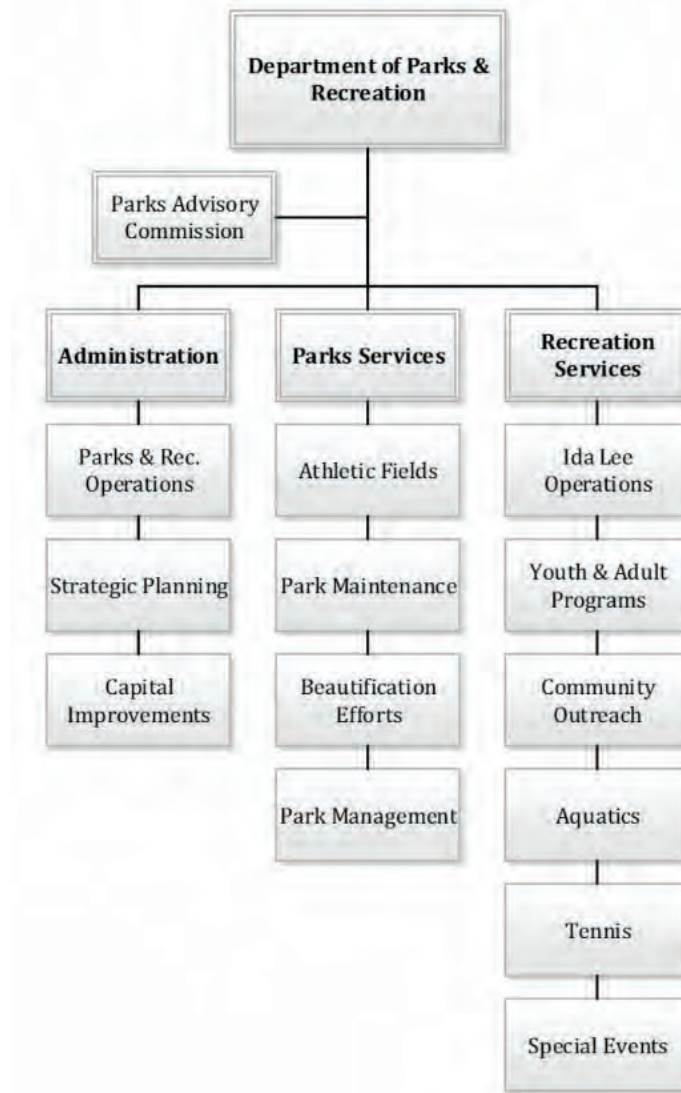 Department of Parks &
Recreation
Parks Advisory
Commission
Administration
Parks & Rec.
Operations
Strategic Planning
Capital
Improvements
Parks Services
Athletic Fields
Park Maintenance
Beautification
Efforts
Park Management
Recreation
Services
Ida Lee
Operations
Youth & Adult
Programs
Community
Outreach
Aquatics
Tennis
Special Events